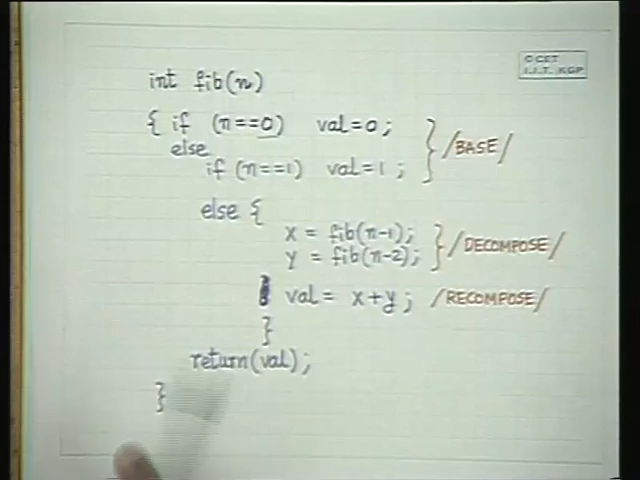 © CET
I.I.T. KGP
int fib(n)
{ if (n==0) val=0;
else
if (n==1) val=1;
/BASE/
else {
x = fib(n-1);
y = fib(n-2);
/DECOMPOSE/
val= x+y; /RECOMPOSE/
}
return(val);
}